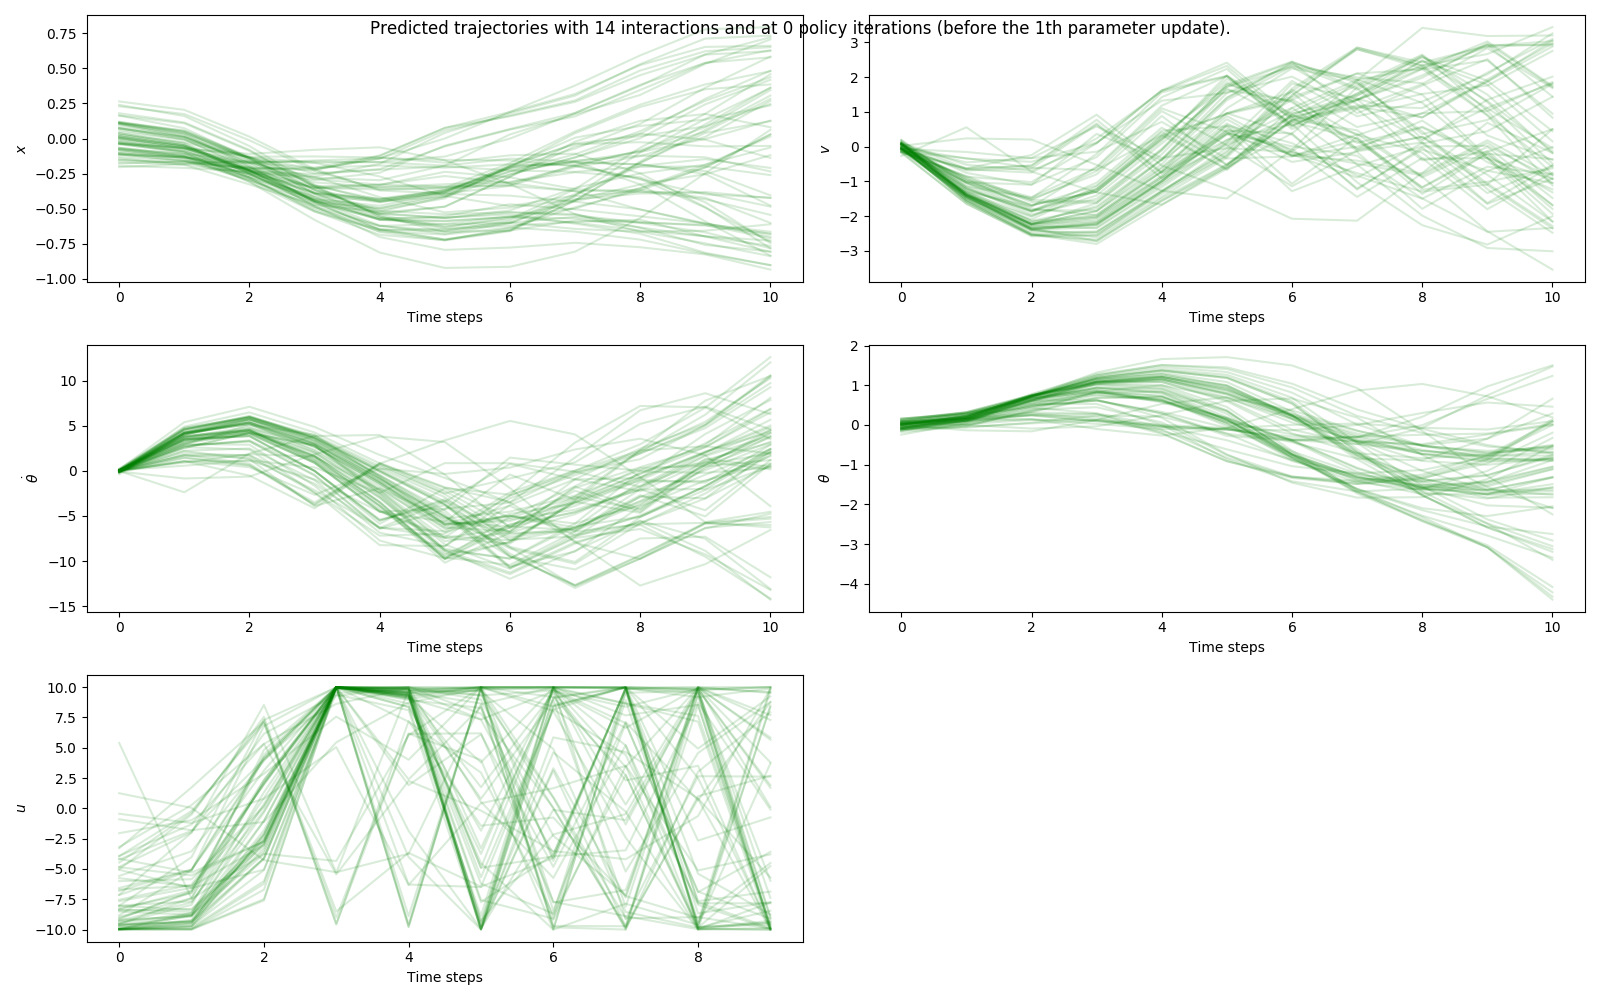 Predicted trajectories with 14 interactions and at 0 policy iterations (before the 1th parameter update).
0.75
0.50
0.25
0.00
−0.25
−0.50
−0.75
−1.00
x
0 2 4 6 8 10
Time steps
3
2
1
0
−1
−2
−3
v
0 2 4 6 8 10
Time steps
10
5
0
−5
−10
−15
θ̇
0 2 4 6 8 10
Time steps
2
1
0
−1
−2
−3
−4
θ
0 2 4 6 8 10
Time steps
10.0
7.5
5.0
2.5
0.0
−2.5
−5.0
−7.5
−10.0
u
0 2 4 6 8
Time steps